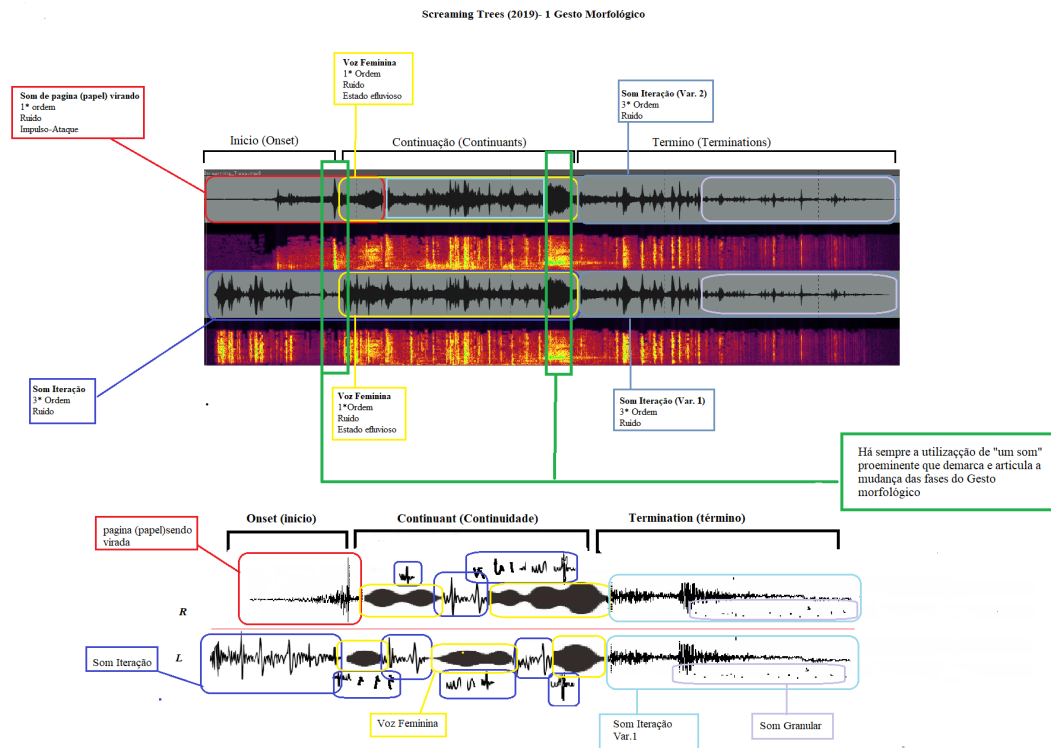 Screaming Trees (2019)- 1 Gesto Morfológico
Voz Feminina
1* Ordem
Ruido
Estado efluvioso
Som de pagina (papel) virando
1* ordem
Ruido
Impulso-Ataque
Som Iteração (Var. 2)
3* Ordem
Ruido
Inicio (Onset)
Continuação (Continuants)
Termino (Terminations)
Som Iteração
3* Ordem
Ruido
Voz Feminina
1*Ordem
Ruido
Estado efluvioso
Som Iteração (Var. 1)
3* Ordem
Ruido
Há sempre a utilizaçção de "um som"
proeminente que demarca e articula a
mudança das fases do Gesto
morfológico
Onset (início)
Continuant (Continuidade)
Termination (término)
pagina (papel)sendo
virada
R
L
Som Iteração
Voz Feminina
Som Iteração
Var.1
Som Granular